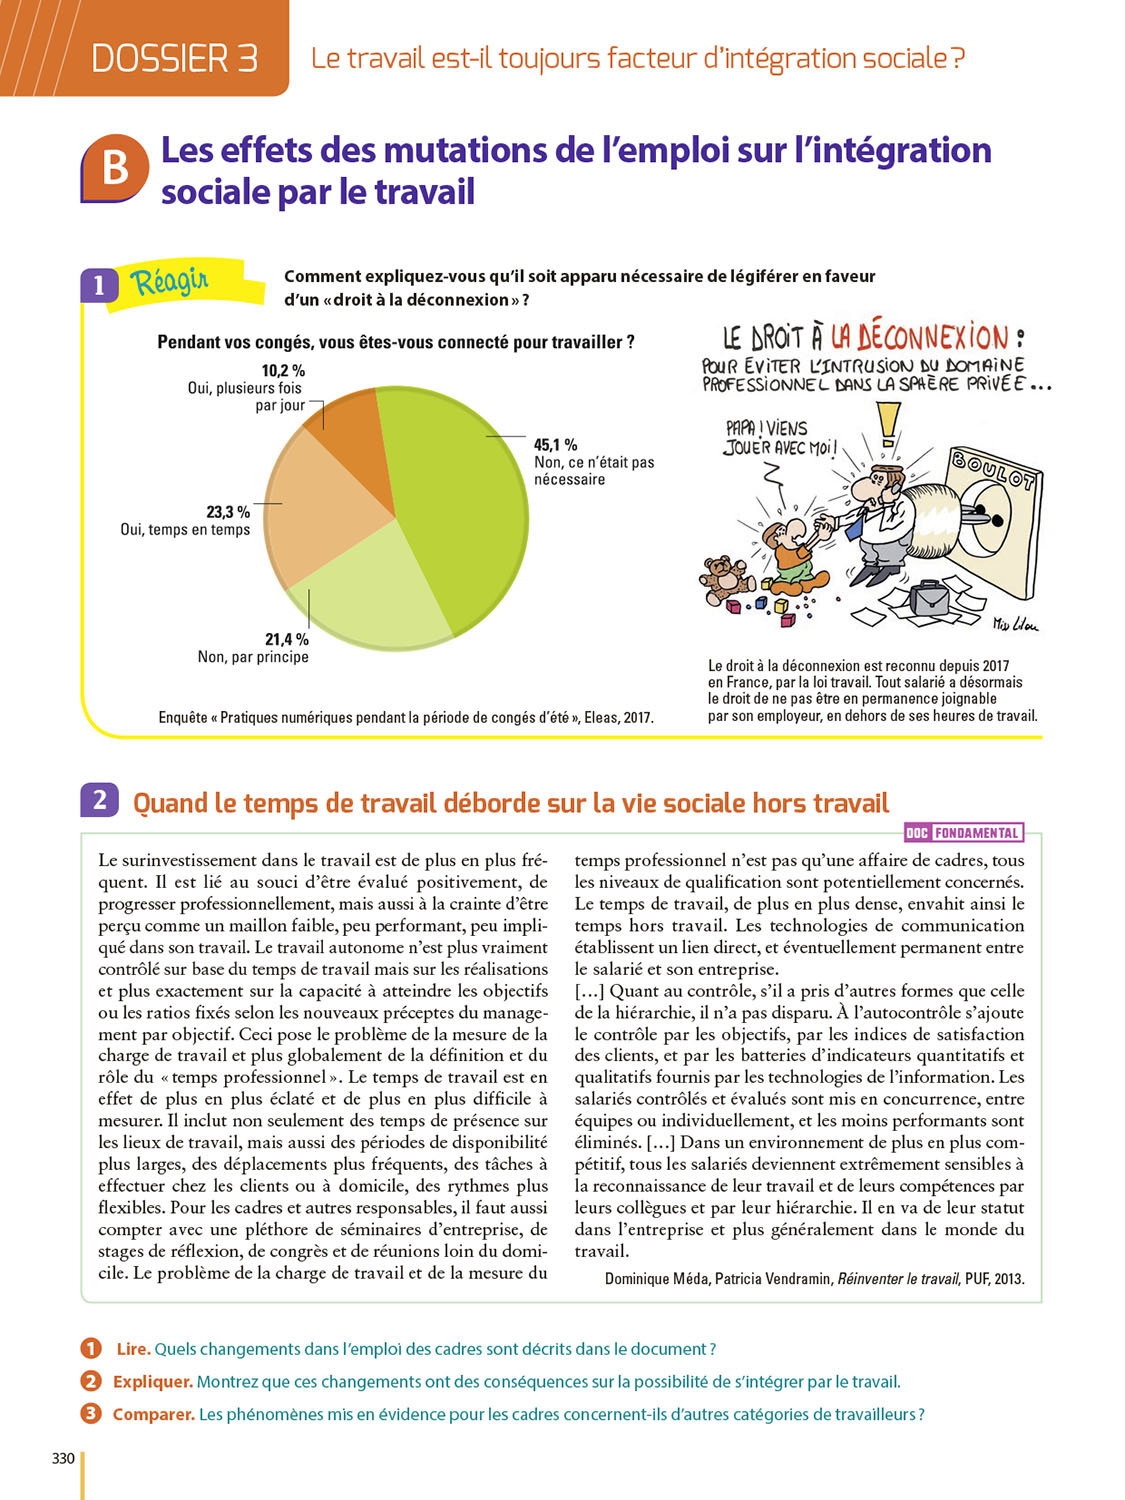 DOSSIER 3
Le travail est-il toujours facteur d'intégration sociale ?
B
Les effets des mutations de l'emploi sur l'intégration
sociale par le travail
1 Réagir
Comment expliquez-vous qu'il soit apparu nécessaire de légiférer en faveur
d'un « droit à la déconnexion » ?
Pendant vos congés, vous êtes-vous connecté pour travailler ?
10,2 %
Oui, plusieurs fois
par jour
45,1 %
Non, ce n'était pas
nécessaire
23,3 %
Oui, temps en temps
21,4 %
Non, par principe
Enquête « Pratiques numériques pendant la période de congés d'été », Eleas, 2017.
LE DROIT À LA DÉCONNEXION :
POUR ÉVITER L'INTRUSION DU DOMAINE
PROFESSIONNEL DANS LA SPHÈRE PRIVÉE...
PAPA ! VIENS
JOUER AVEC MOI !
!
BOULOT
Miss Lilou
Le droit à la déconnexion est reconnu depuis 2017
en France, par la loi travail. Tout salarié a désormais
le droit de ne pas être en permanence joignable
par son employeur, en dehors de ses heures de travail.
2 Quand le temps de travail déborde sur la vie sociale hors travail
DOC FONDAMENTAL
Le surinvestissement dans le travail est de plus en plus fré-
quent. Il est lié au souci d'être évalué positivement, de
progresser professionnellement, mais aussi à la crainte d'être
perçu comme un maillon faible, peu performant, peu impli-
qué dans son travail. Le travail autonome n'est plus vraiment
contrôlé sur base du temps de travail mais sur les réalisations
et plus exactement sur la capacité à atteindre les objectifs
ou les ratios fixés selon les nouveaux préceptes du manage-
ment par objectif. Ceci pose le problème de la mesure de la
charge de travail et plus globalement de la définition et du
rôle du « temps professionnel ». Le temps de travail est en
effet de plus en plus éclaté et de plus en plus difficile à
mesurer. Il inclut non seulement des temps de présence sur
les lieux de travail, mais aussi des périodes de disponibilité
plus larges, des déplacements plus fréquents, des tâches à
effectuer chez les clients ou à domicile, des rythmes plus
flexibles. Pour les cadres et autres responsables, il faut aussi
compter avec une pléthore de séminaires d'entreprise, de
stages de réflexion, de congrès et de réunions loin du domi-
cile. Le problème de la charge de travail et de la mesure du
temps professionnel n'est pas qu'une affaire de cadres, tous
les niveaux de qualification sont potentiellement concernés.
Le temps de travail, de plus en plus dense, envahit ainsi le
temps hors travail. Les technologies de communication
établissent un lien direct, et éventuellement permanent entre
le salarié et son entreprise.
[...] Quant au contrôle, s'il a pris d'autres formes que celle
de la hiérarchie, il n'a pas disparu. À l'autocontrôle s'ajoute
le contrôle par les objectifs, par les indices de satisfaction
des clients, et par les batteries d'indicateurs quantitatifs et
qualitatifs fournis par les technologies de l'information. Les
salariés contrôlés et évalués sont mis en concurrence, entre
équipes ou individuellement, et les moins performants sont
éliminés. [...] Dans un environnement de plus en plus com-
pétitif, tous les salariés deviennent extrêmement sensibles à
la reconnaissance de leur travail et de leurs compétences par
leurs collègues et par leur hiérarchie. Il en va de leur statut
dans l'entreprise et plus généralement dans le monde du
travail.
Dominique Méda, Patricia Vendramin, Réinventer le travail, PUF, 2013.
1 Lire. Quels changements dans l'emploi des cadres sont décrits dans le document ?
2 Expliquer. Montrez que ces changements ont des conséquences sur la possibilité de s'intégrer par le travail.
3 Comparer. Les phénomènes mis en évidence pour les cadres concernent-ils d'autres catégories de travailleurs ?
330